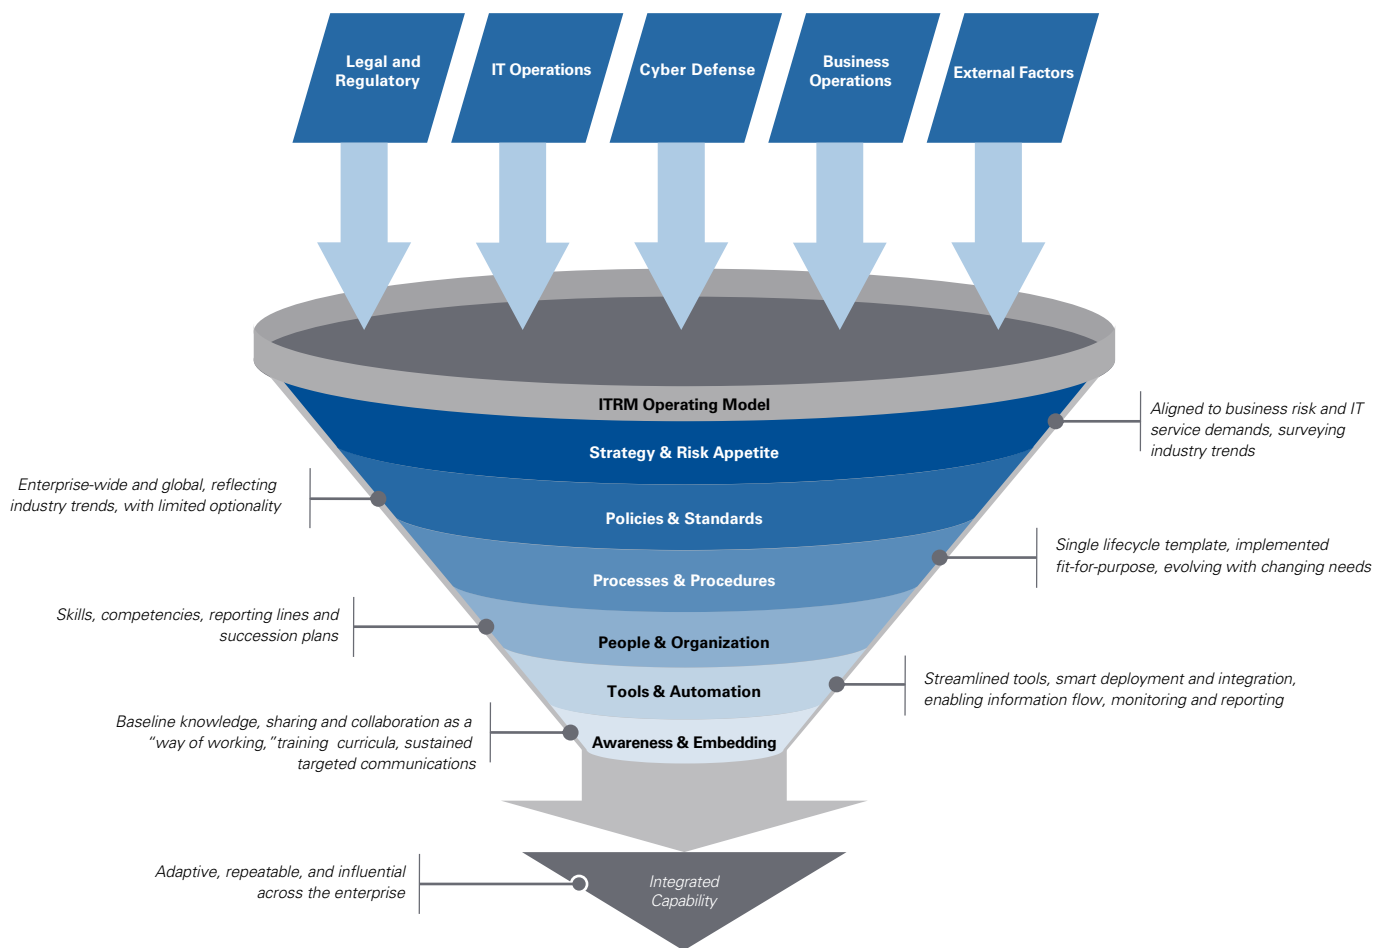 Legal and
Regulatory
IT Operations
Cyber Defense
Business
Operations
External Factors
ITRM Operating Model
Strategy & Risk Appetite
Aligned to business risk and IT
service demands, surveying
industry trends
Enterprise-wide and global, reflecting
industry trends, with limited optionality
Policies & Standards
Processes & Procedures
Single lifecycle template, implemented
fit-for-purpose, evolving with changing needs
Skills, competencies, reporting lines and
succession plans
People & Organization
Tools & Automation
Streamlined tools, smart deployment and integration,
enabling information flow, monitoring and reporting
Baseline knowledge, sharing and collaboration as a
“way of working,”training curricula, sustained
targeted communications
Awareness & Embedding
Adaptive, repeatable, and influential
across the enterprise
Integrated
Capability